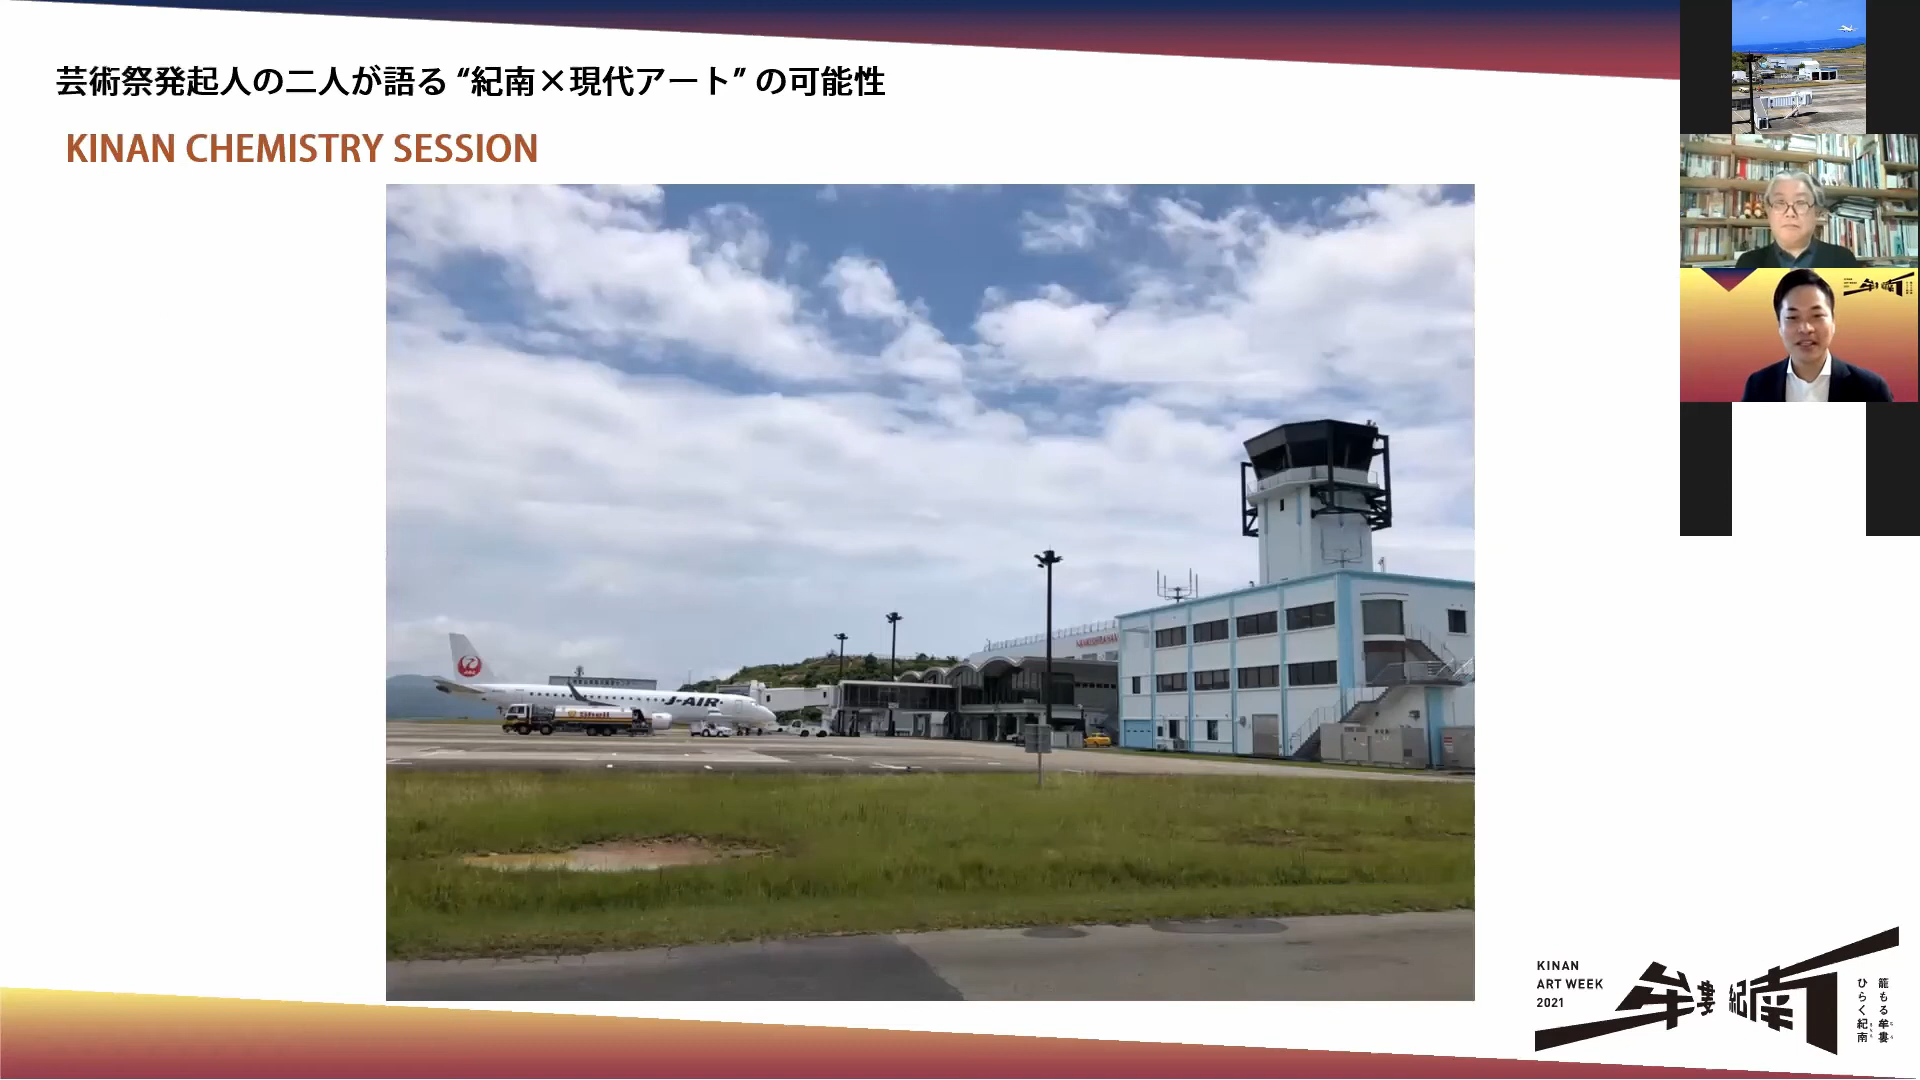 芸術祭発起人の二人が語る “紀南×現代アート” の可能性
KINAN CHEMISTRY SESSION
J-AIR
Shell
KINAN
ART WEEK
2021
牟婁 紀南
籠もる牟婁
ひらく紀南